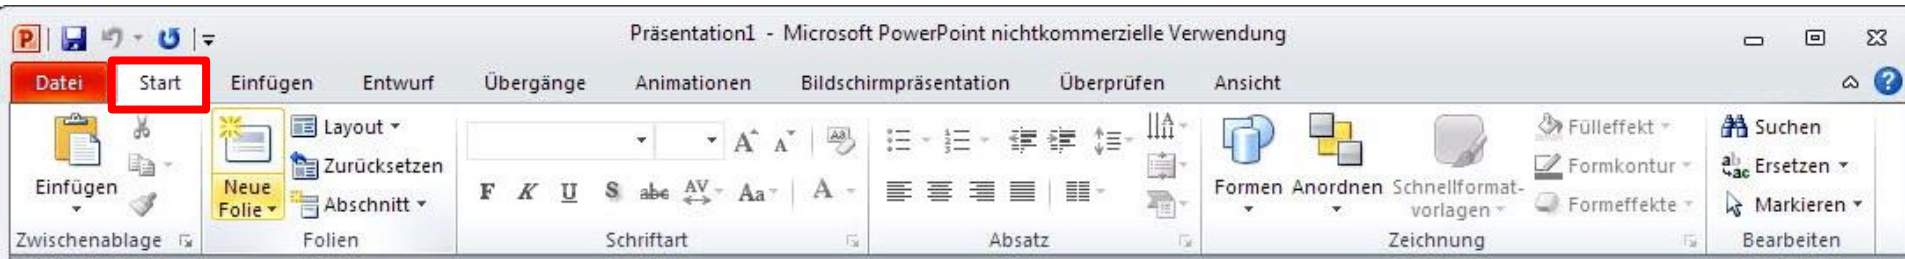 Präsentation1 - Microsoft PowerPoint nichtkommerzielle Verwendung
Datei Start Einfügen Entwurf Übergänge Animationen Bildschirmpräsentation Überprüfen Ansicht
Einfügen
Zwischenablage
Neue
Folie
Layout
Zurücksetzen
Abschnitt
Folien
F K U S abc AV Aa A
Schriftart
Absatz
Formen
Anordnen
Schnellformat-
vorlagen
Fülleffekt
Formkontur
Formeffekte
Zeichnung
Suchen
Ersetzen
Markieren
Bearbeiten